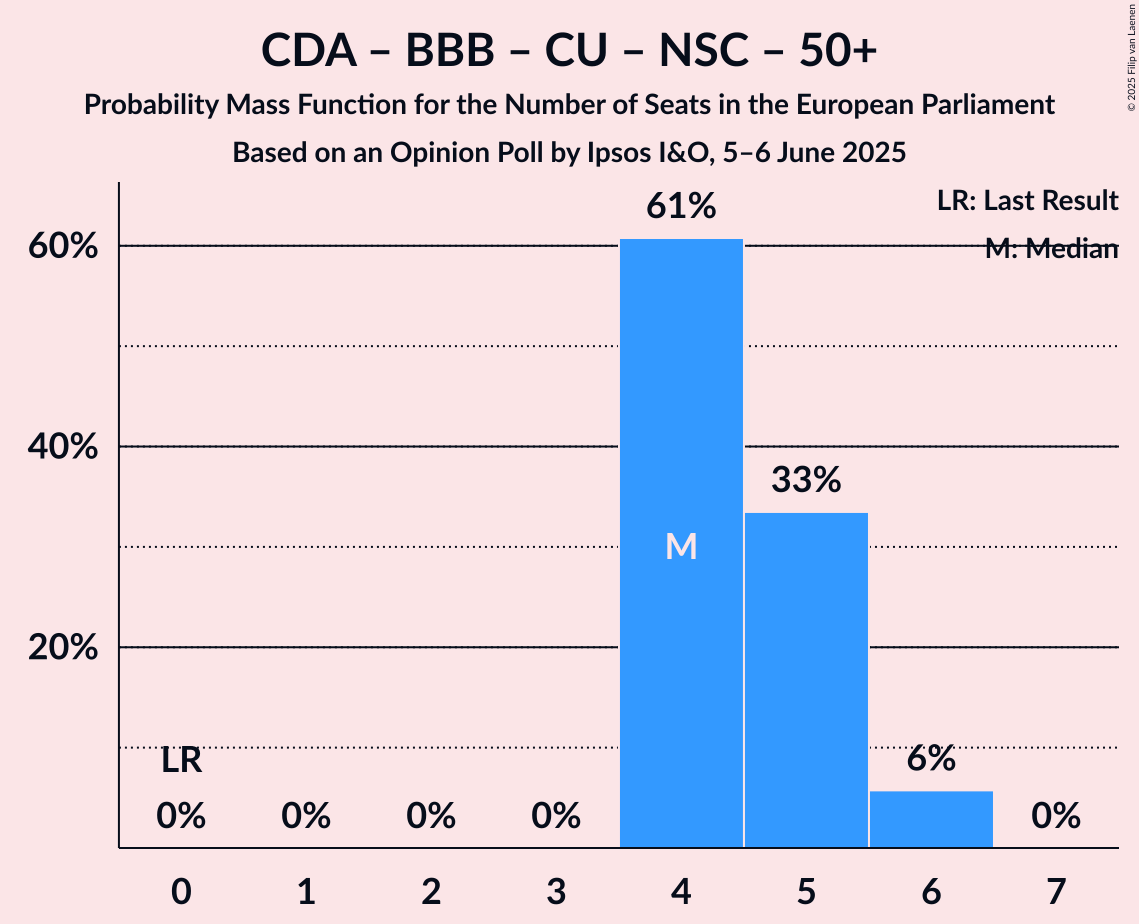 CDA – BBB – CU – NSC – 50+
Probability Mass Function for the Number of Seats in the European Parliament
Based on an Opinion Poll by Ipsos I&O, 5–6 June 2025
© 2025 Filip van Laenen
LR: Last Result
M: Median
60%
40%
20%
61%
33%
M
LR
6%
0% 0% 0% 0% 0%
0 1 2 3 4 5 6 7